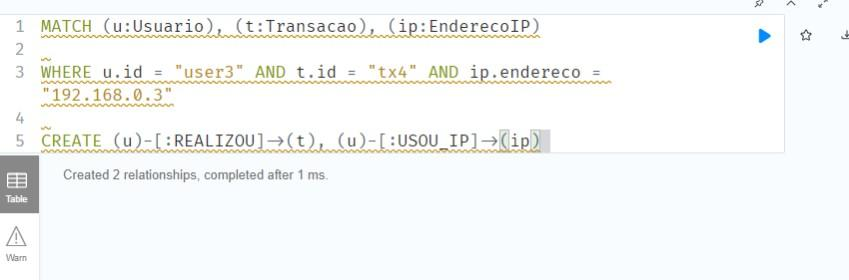 1 MATCH (u:Usuario), (t:Transacao), (ip:EnderecoIP)
2
3 WHERE u.id = "user3" AND t.id = "tx4" AND ip.endereco =
"192.168.0.3"
4
5 CREATE (u)-[:REALIZOU]→(t), (u)-[:USOU_IP]→(ip)
Created 2 relationships, completed after 1 ms.
Table
Warn